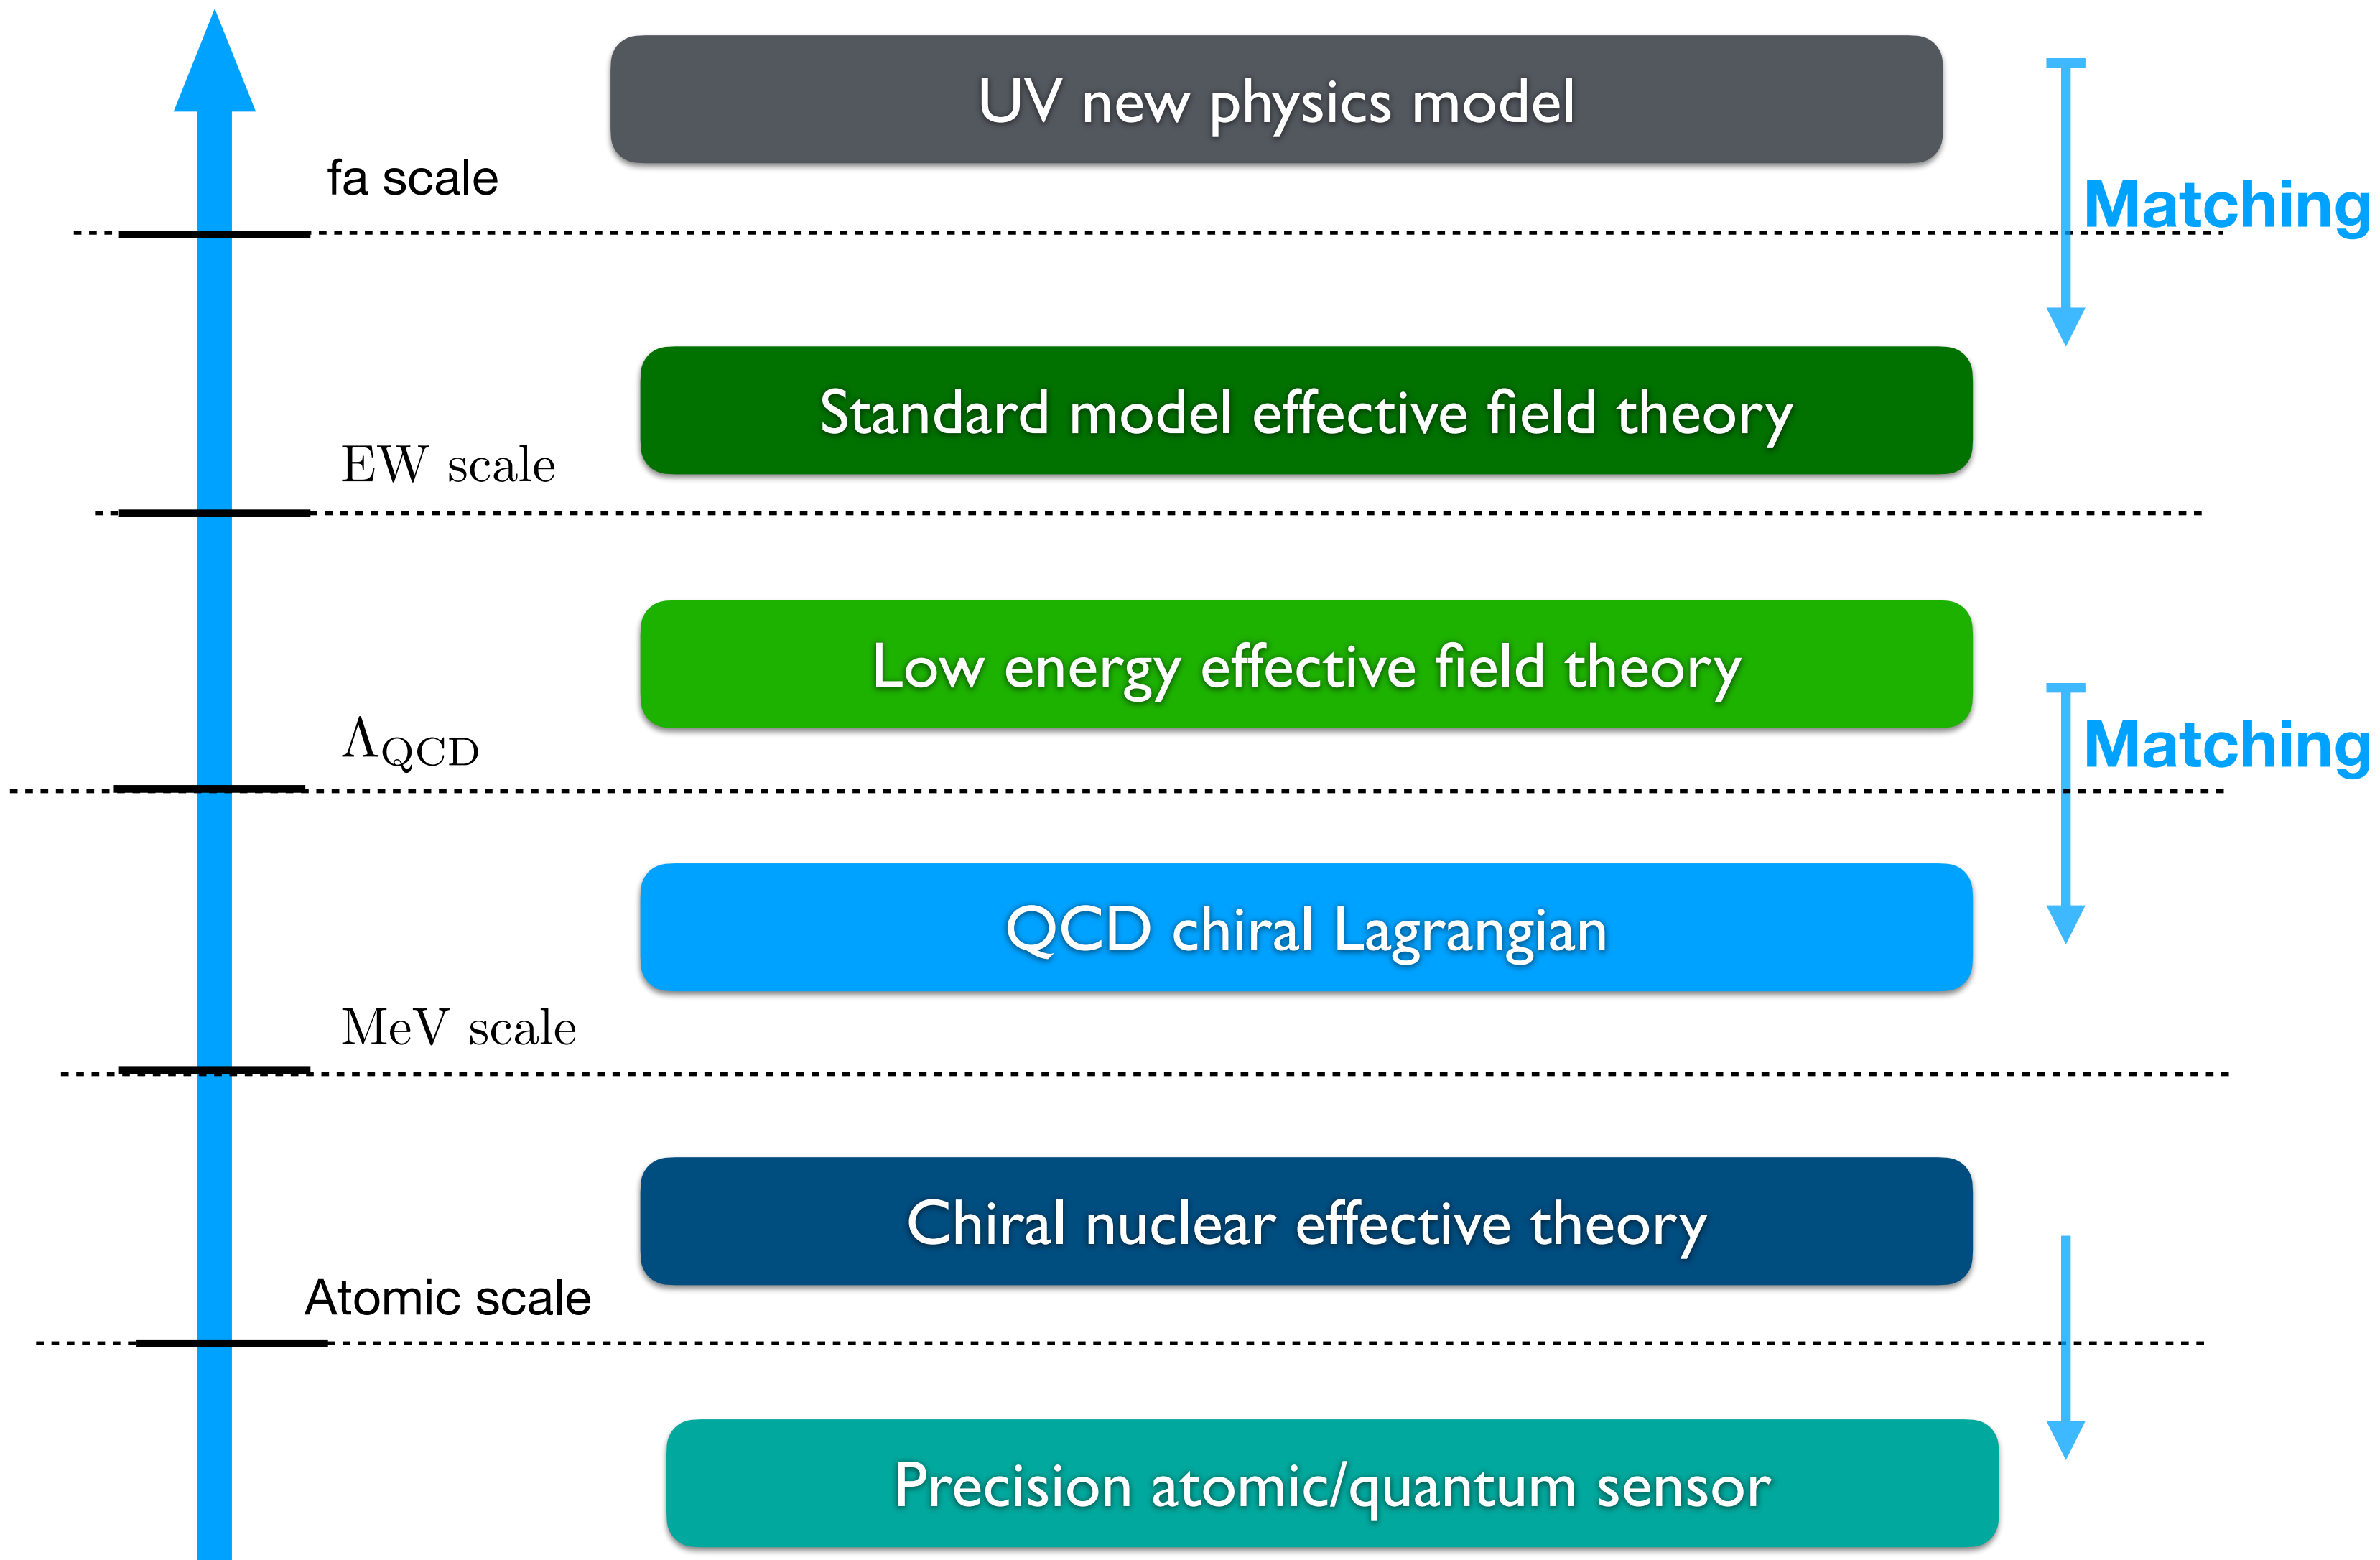 UV new physics model
fa scale
Matching
Standard model effective field theory
EW scale
Low energy effective field theory
Λ_QCD
Matching
QCD chiral Lagrangian
MeV scale
Chiral nuclear effective theory
Atomic scale
Precision atomic/quantum sensor